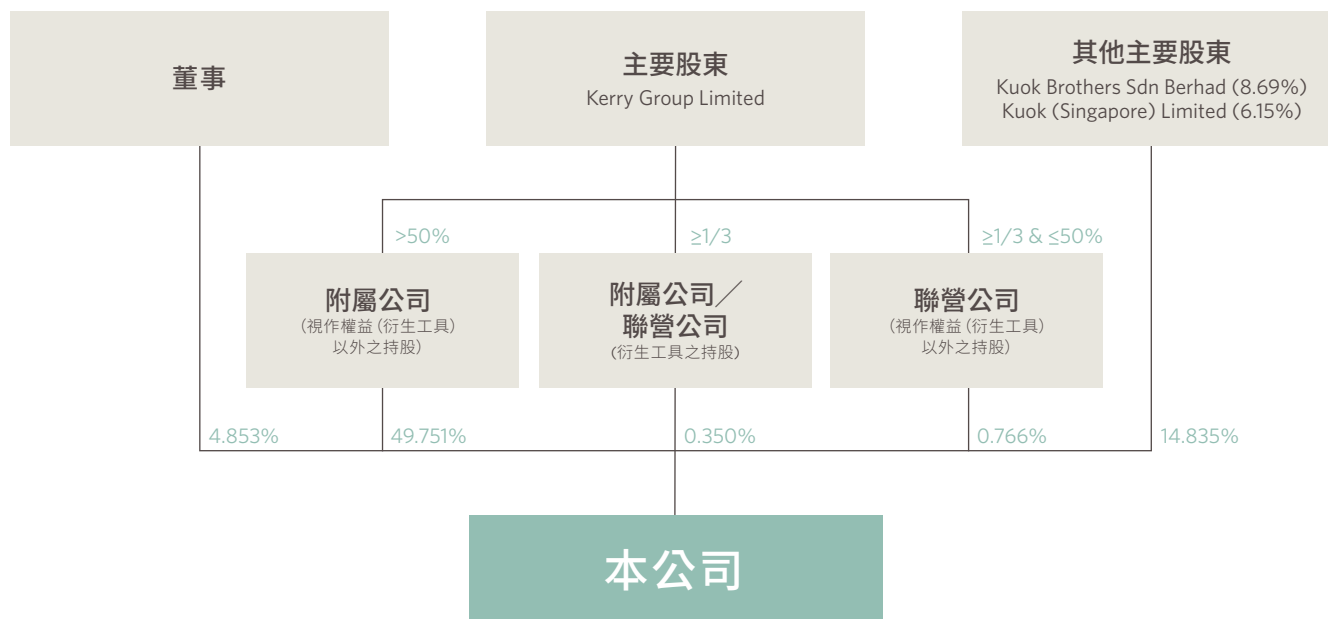 董事
主要股東
Kerry Group Limited
其他主要股東
Kuok Brothers Sdn Berhad (8.69%)
Kuok (Singapore) Limited (6.15%)
>50%
≥1/3
≥1/3 & ≤50%
附屬公司
(視作權益 (衍生工具)
以外之持股)
附屬公司╱
聯營公司
(衍生工具之持股)
聯營公司
(視作權益 (衍生工具)
以外之持股)
4.853%
49.751%
0.350%
0.766%
14.835%
本公司